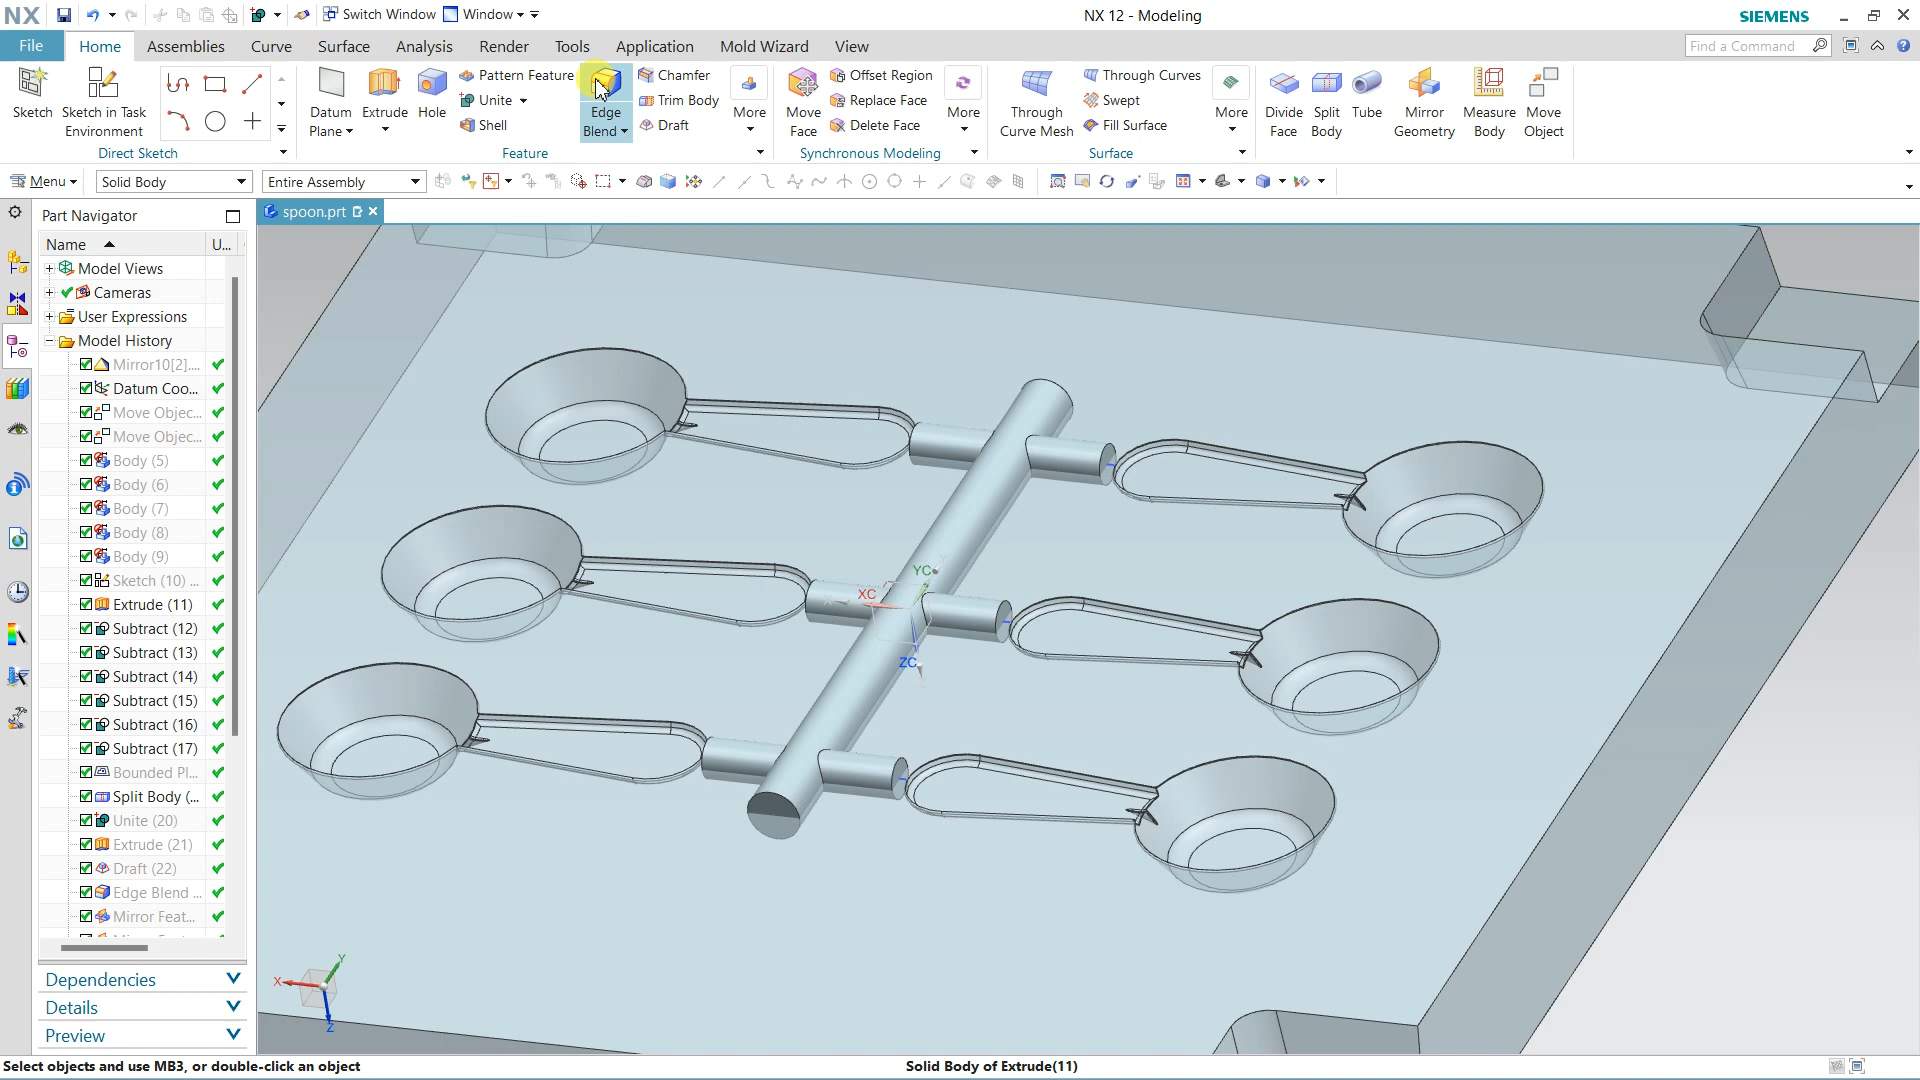 NX
Switch Window
Window
NX 12 - Modeling
SIEMENS
File
Home
Assemblies
Curve
Surface
Analysis
Render
Tools
Application
Mold Wizard
View
Find a Command
Sketch
Sketch in Task
Environment
Direct Sketch
Datum
Plane
Extrude
Hole
Pattern Feature
Unite
Shell
Edge
Blend
Chamfer
Trim Body
Draft
More
Feature
Move
Face
Offset Region
Replace Face
Delete Face
More
Synchronous Modeling
Through
Curve Mesh
Through Curves
Swept
Fill Surface
More
Surface
Divide
Face
Split
Body
Tube
Mirror
Geometry
Measure
Body
Move
Object
Menu
Solid Body
Entire Assembly
Part Navigator
spoon.prt
Name
U...
Model Views
Cameras
User Expressions
Model History
Mirror10[2]....
Datum Coo...
Move Objec...
Move Objec...
Body (5)
Body (6)
Body (7)
Body (8)
Body (9)
Sketch (10) ...
Extrude (11)
Subtract (12)
Subtract (13)
Subtract (14)
Subtract (15)
Subtract (16)
Subtract (17)
Bounded Pl...
Split Body (...
Unite (20)
Extrude (21)
Draft (22)
Edge Blend ...
Mirror Feat...
Dependencies
Details
Preview
YC
XC
ZC
Y
X
Z
Select objects and use MB3, or double-click an object
Solid Body of Extrude(11)